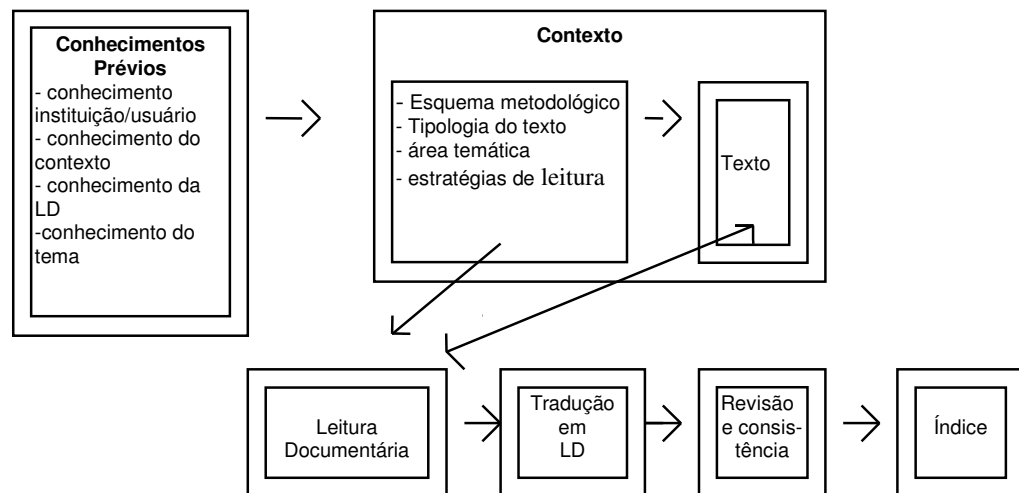 Conhecimentos
Prévios
- conhecimento
instituição/usuário
- conhecimento do
contexto
- conhecimento da
LD
-conhecimento do
tema
Contexto
- Esquema metodológico
- Tipologia do texto
- área temática
- estratégias de leitura
Texto
Leitura
Documentária
Tradução
em
LD
Revisão
e consis-
tência
Índice